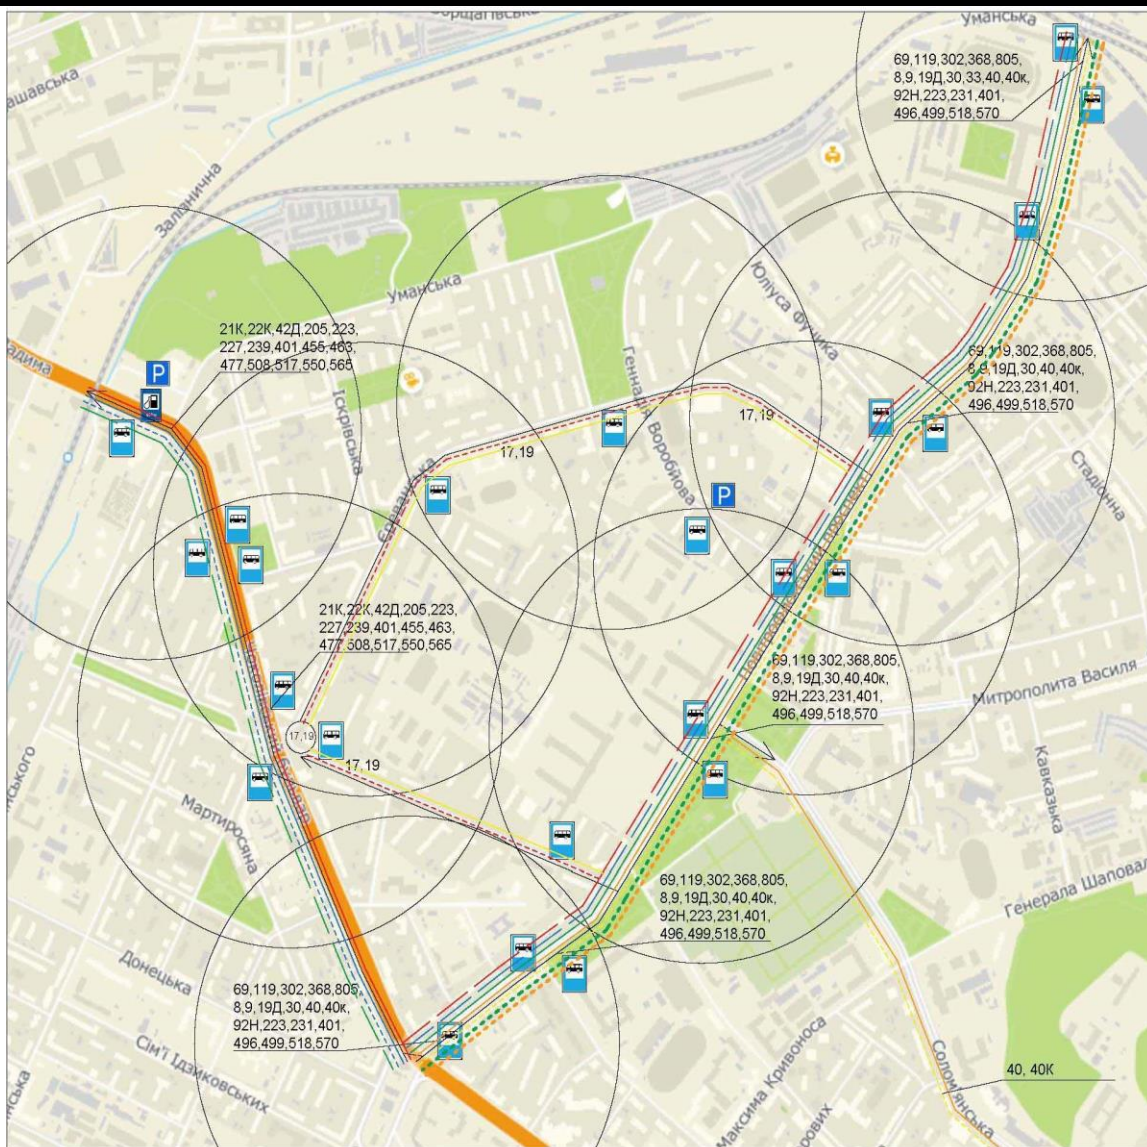 Уманська
69,119,302,368,805,
8,9,19Д,30,33,40,40к,
92Н,223,231,401,
496,499,518,570
Залізнична
Уманська
Юліуса Фучика
21К,22К,42Д,205,223,
227,239,401,455,463,
477,508,517,550,565
69,119,302,368,805,
8,9,19Д,30,40,40к,
92Н,223,231,401,
496,499,518,570
P
Іскрівська
Геннадія Воробйова
17,19
17,19
Єреванська
Стадіонна
P
21К,22К,42Д,205,223,
227,239,401,455,463,
477,508,517,550,565
69,119,302,368,805,
8,9,19Д,30,40,40к,
92Н,223,231,401,
496,499,518,570
Митрополита Василя
17,19
17,19
Кавказька
Мартиросяна
69,119,302,368,805,
8,9,19Д,30,40,40к,
92Н,223,231,401,
496,499,518,570
Генерала Шаповал
Донецька
69,119,302,368,805,
8,9,19Д,30,40,40к,
92Н,223,231,401,
496,499,518,570
Сім'ї Ідзиковських
Максима Кривоноса
Солом'янська
40, 40К